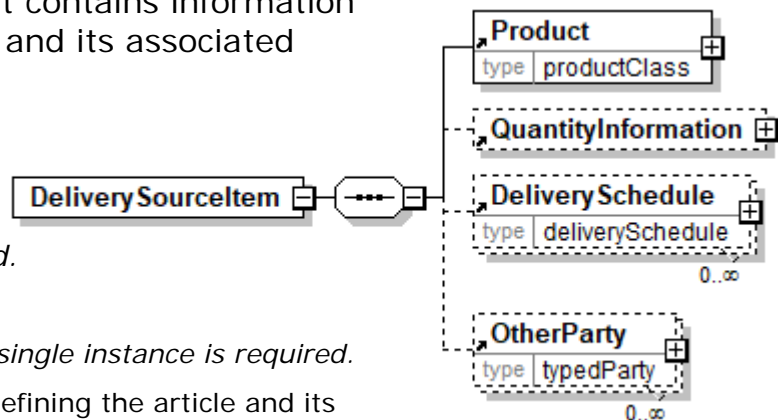 t contains information
and its associated
Product
type productClass
QuantityInformation
DeliverySourceItem
DeliverySchedule
type deliverySchedule
0..∞
d.
OtherParty
type typedParty
0..∞
single instance is required.
efining the article and its